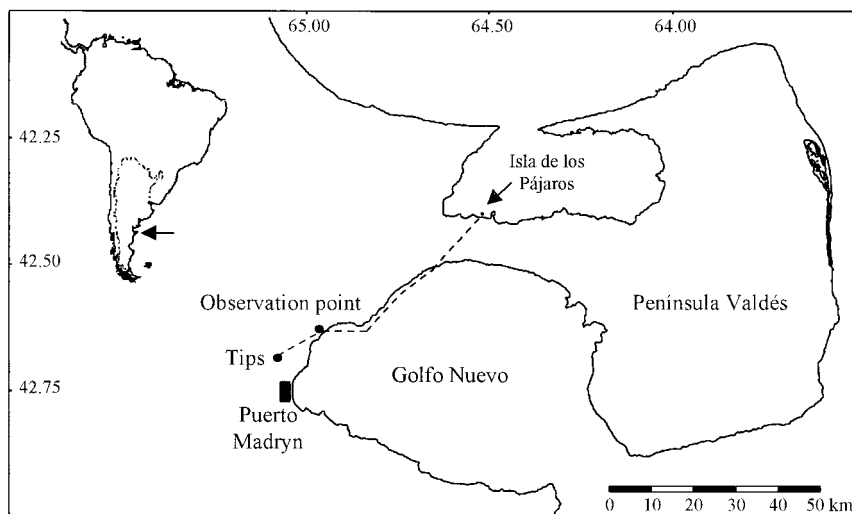 65.00
64.50
64.00
42.25
Isla de los
Pájaros
42.50
Observation point
Península Valdés
Tips
Golfo Nuevo
42.75
Puerto
Madryn
0 10 20 30 40 50 km